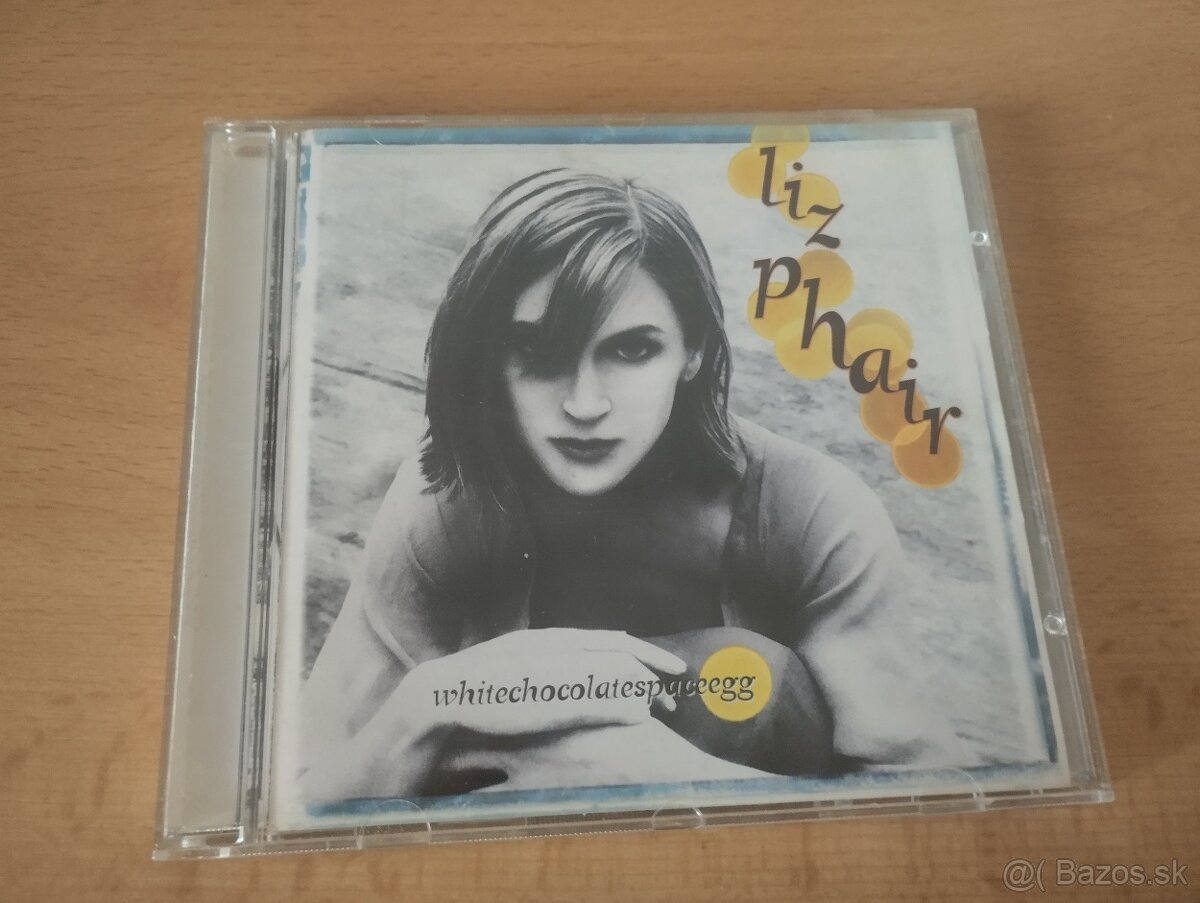 liz
phair
whitechocolatespaceegg
@( Bazos.sk